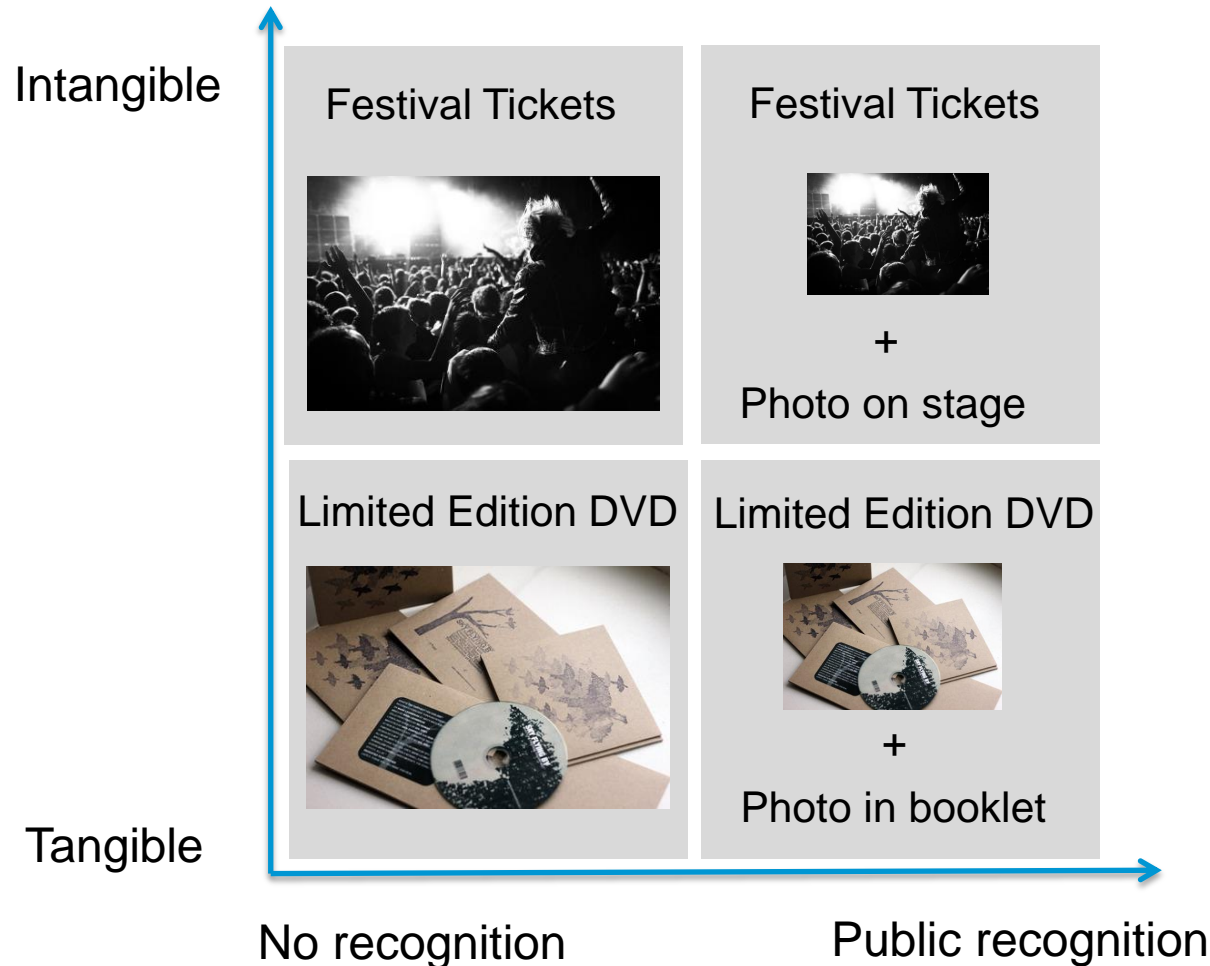 Intangible
Festival Tickets
Festival Tickets
+
Photo on stage
Limited Edition DVD
Limited Edition DVD
+
Photo in booklet
Tangible
No recognition
Public recognition